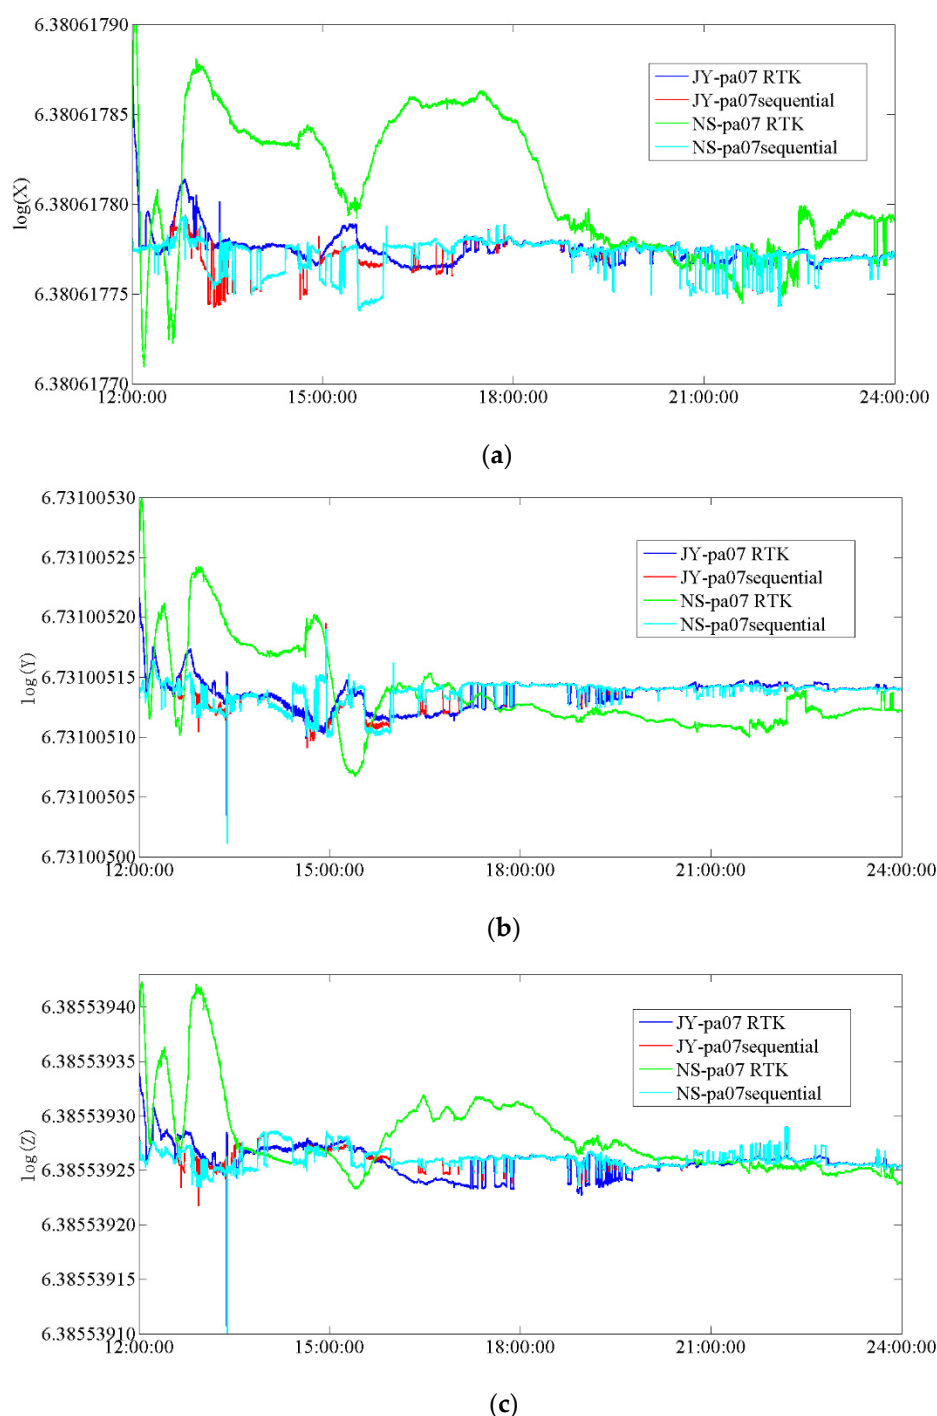 6.38061790
6.38061785
6.38061780
6.38061775
6.38061770
log(X)
JY-pa07 RTK
JY-pa07sequential
NS-pa07 RTK
NS-pa07sequential
12:00:00 15:00:00 18:00:00 21:00:00 24:00:00
(a)
6.73100530
6.73100525
6.73100520
6.73100515
6.73100510
6.73100505
6.73100500
log(Y)
JY-pa07 RTK
JY-pa07sequential
NS-pa07 RTK
NS-pa07sequential
12:00:00 15:00:00 18:00:00 21:00:00 24:00:00
(b)
6.38553940
6.38553935
6.38553930
6.38553925
6.38553920
6.38553915
6.38553910
log(Z)
JY-pa07 RTK
JY-pa07sequential
NS-pa07 RTK
NS-pa07sequential
12:00:00 15:00:00 18:00:00 21:00:00 24:00:00
(c)